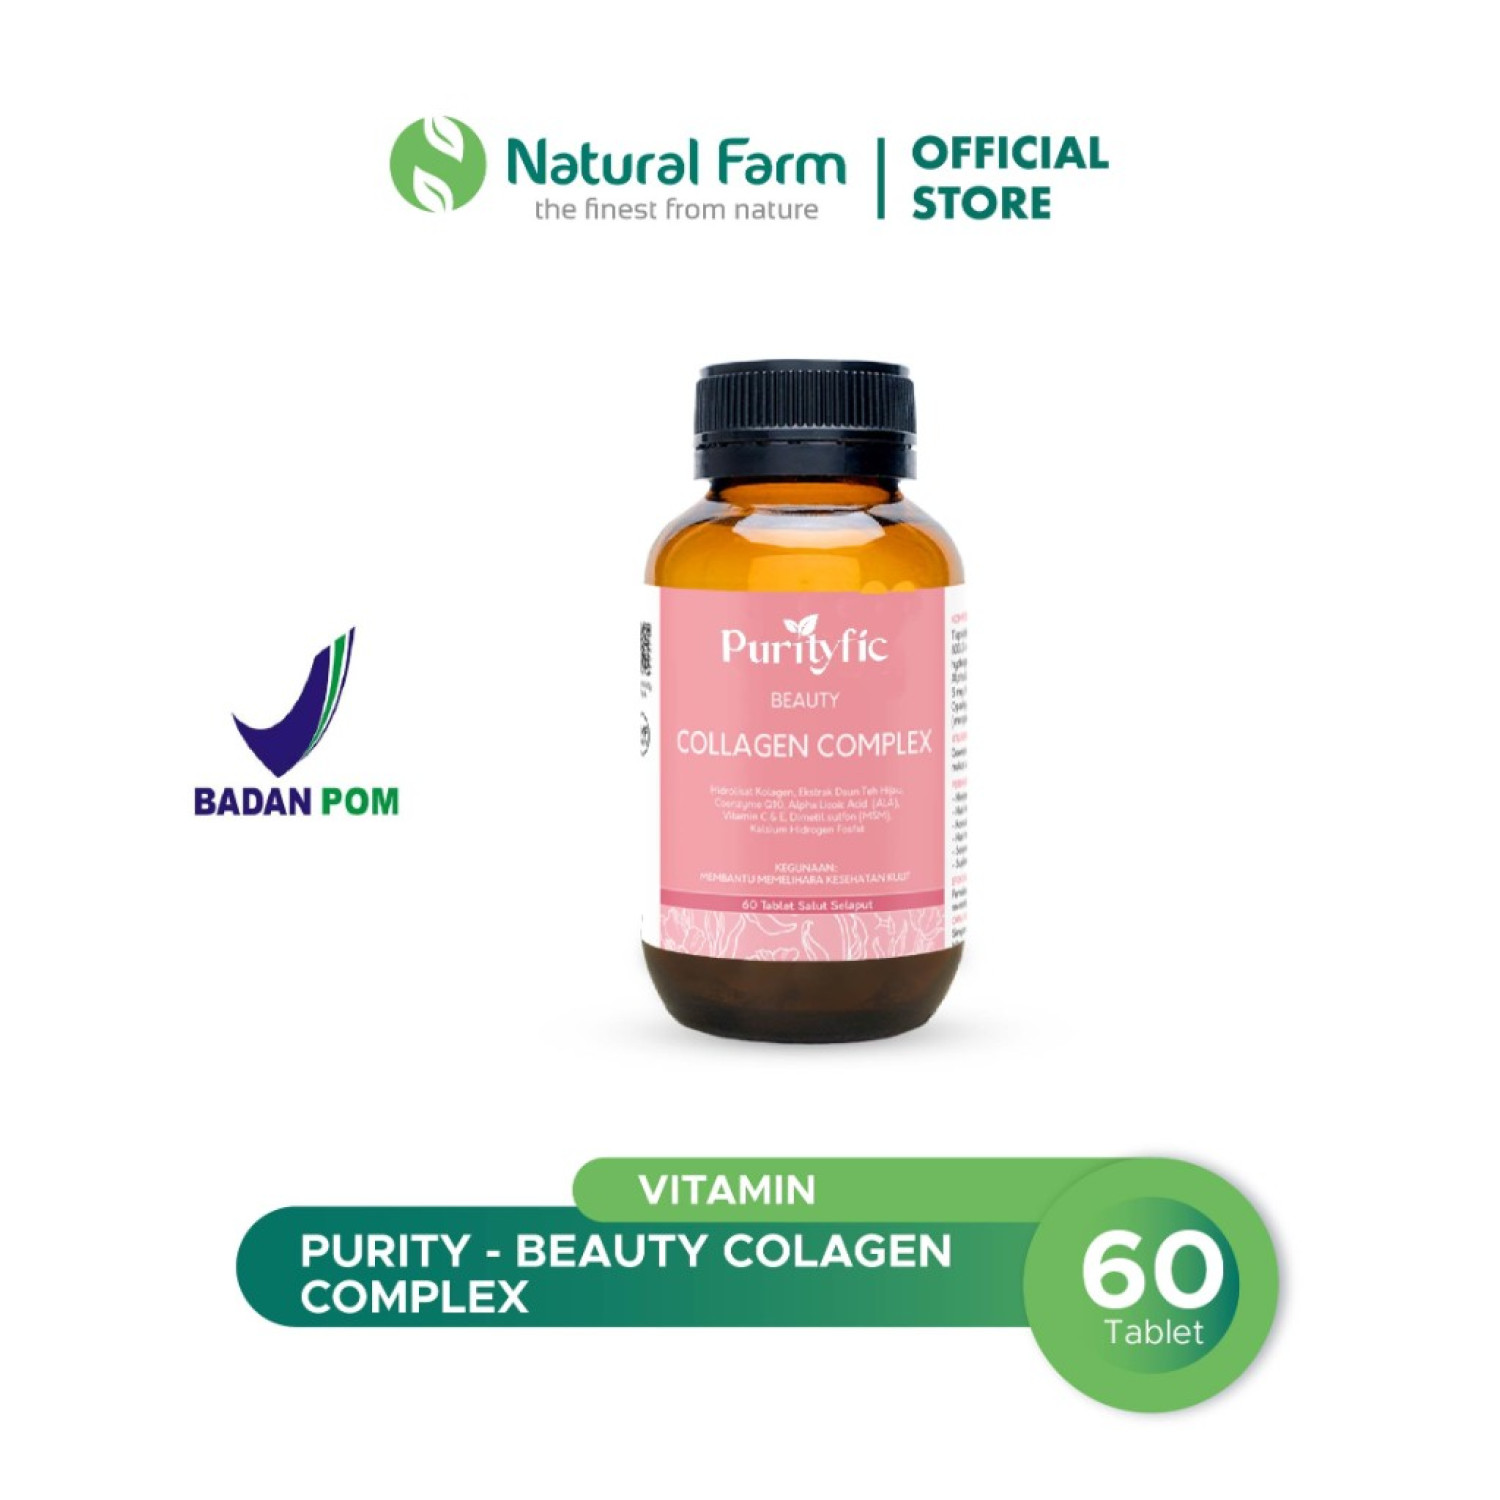 Natural Farm
the finest from nature
OFFICIAL
STORE
Purityfic
BEAUTY
COLLAGEN COMPLEX
Hidrolisat Kolagen, Ekstrak Daun Teh Hijau,
Coenzyme Q10, Alpha Lipoic Acid (ALA),
Vitamin C & E, Dimetil sulfon (MSM),
Kalsium Hidrogen Fosfat
KEGUNAAN:
MEMBANTU MEMELIHARA KESEHATAN KULIT
60 Tablet Salut Selaput
BADAN POM
VITAMIN
PURITY - BEAUTY COLAGEN
COMPLEX
60
Tablet